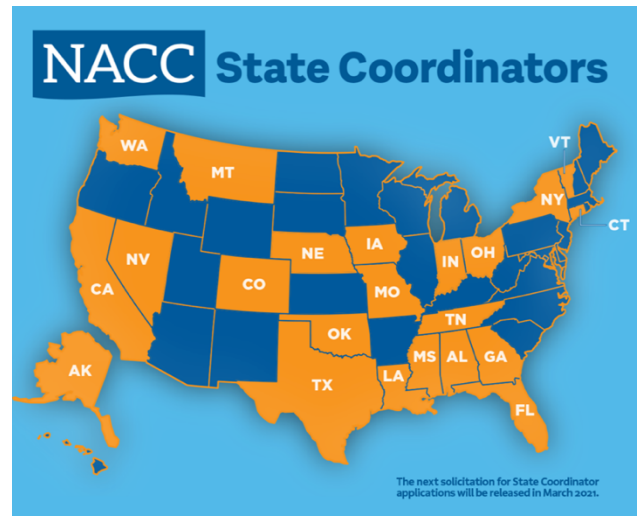 NACC State Coordinators
VT
WA
MT
NY
CT
NE
IA
NV
IN
OH
CO
CA
MO
TN
OK
AK
MS
AL
GA
LA
TX
FL
The next solicitation for State Coordinator
applications will be released in March 2021.